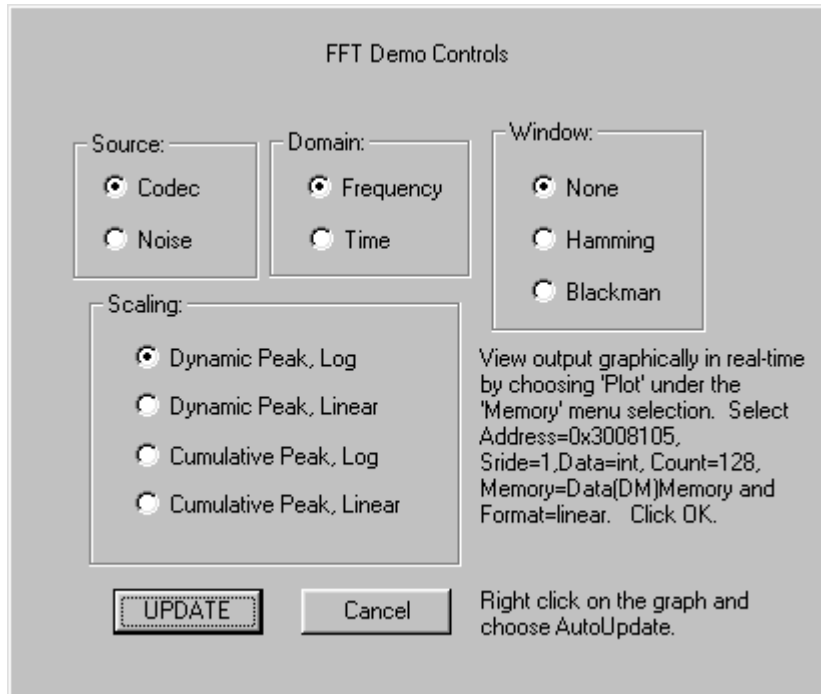 FFT Demo Controls
Source:
Codec
Noise
Domain:
Frequency
Time
Window:
None
Hamming
Blackman
Scaling:
Dynamic Peak, Log
Dynamic Peak, Linear
Cumulative Peak, Log
Cumulative Peak, Linear
View output graphically in real-time
by choosing 'Plot' under the
'Memory' menu selection.  Select
Address=0x3008105,
Sride=1,Data=int, Count=128,
Memory=Data(DM)Memory and
Format=linear.   Click OK.
UPDATE
Cancel
Right click on the graph and
choose AutoUpdate.